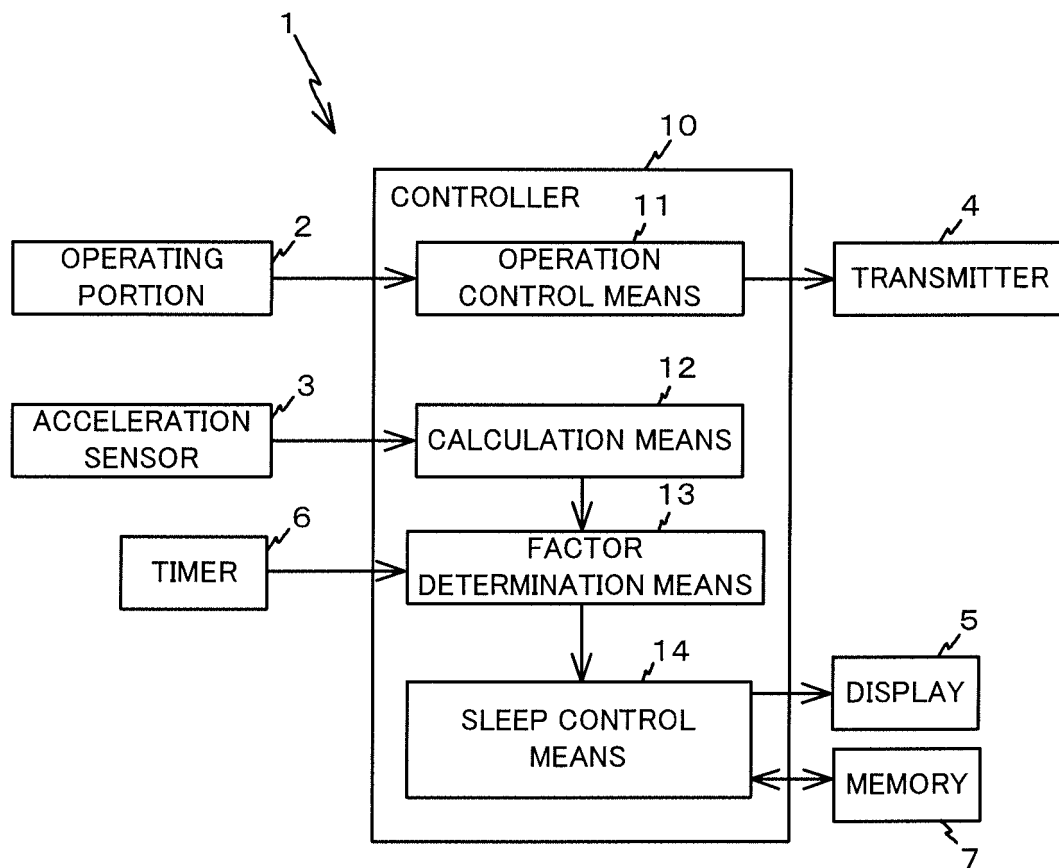 1
10
CONTROLLER
2
OPERATING
PORTION
11
OPERATION
CONTROL MEANS
4
TRANSMITTER
3
ACCELERATION
SENSOR
12
CALCULATION MEANS
6
TIMER
13
FACTOR
DETERMINATION MEANS
14
SLEEP CONTROL
MEANS
5
DISPLAY
MEMORY
7